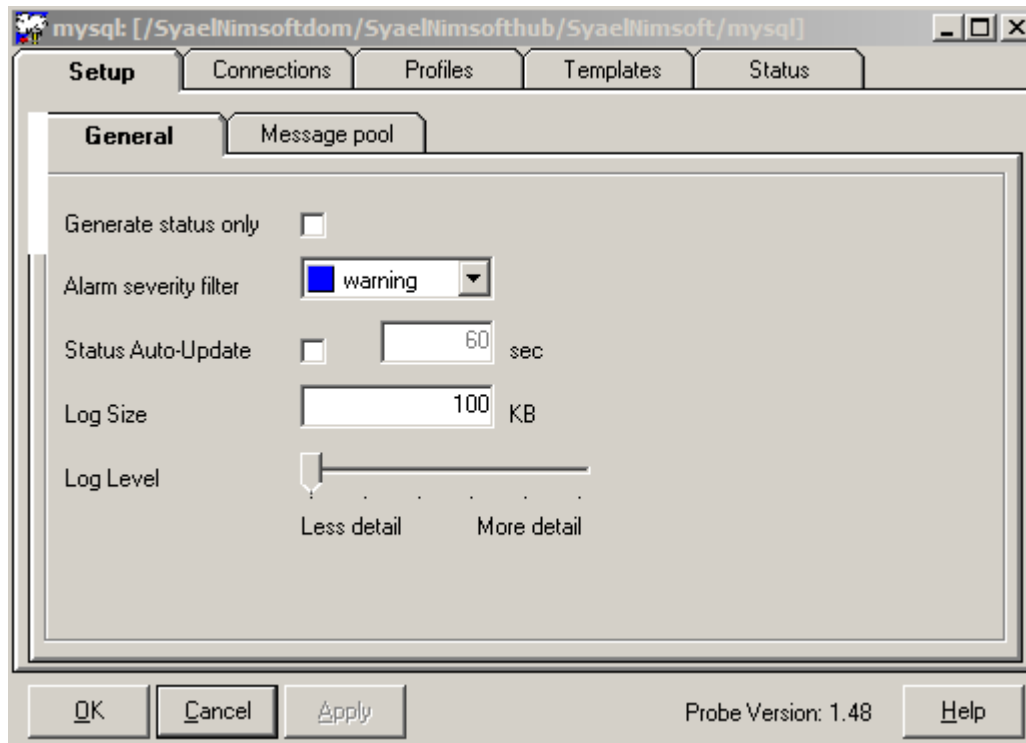 mysql: [/SyaelNimsoftdom/SyaelNimsofthub/SyaelNimsoft/mysql]
Setup Connections Profiles Templates Status
General Message pool
Generate status only
Alarm severity filter warning
Status Auto-Update 60 sec
Log Size 100 KB
Log Level
Less detail More detail
OK Cancel Apply Probe Version: 1.48 Help